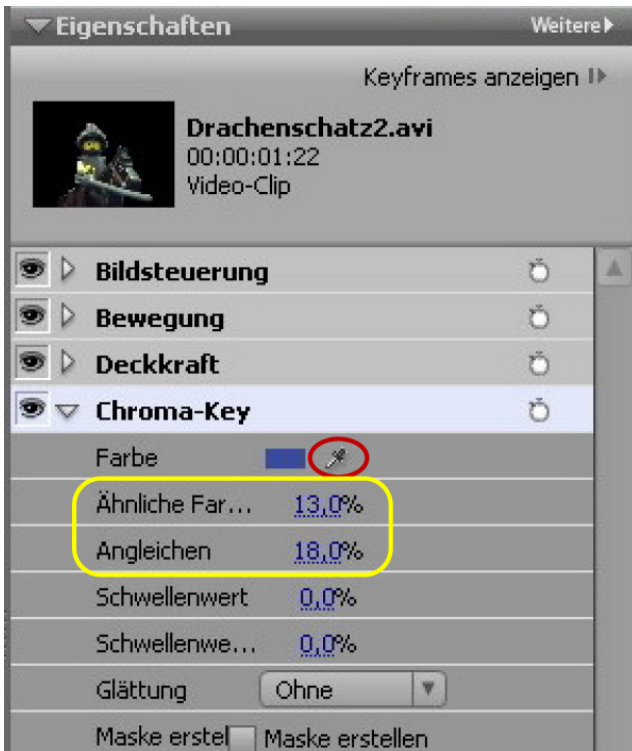 Eigenschaften Weitere
Keyframes anzeigen
Drachenschatz2.avi
00:00:01:22
Video-Clip
Bildsteuerung
Bewegung
Deckkraft
Chroma-Key
Farbe
Ähnliche Far... 13,0%
Angleichen 18,0%
Schwellenwert 0,0%
Schwellenwe... 0,0%
Glättung Ohne
Maske erstel Maske erstellen